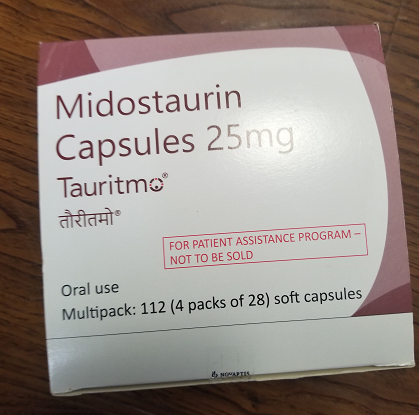 Midostaurin
Capsules 25mg
Tauritmo®
तौरीतमो®
FOR PATIENT ASSISTANCE PROGRAM –
NOT TO BE SOLD
Oral use
Multipack: 112 (4 packs of 28) soft capsules
NOVARTIS